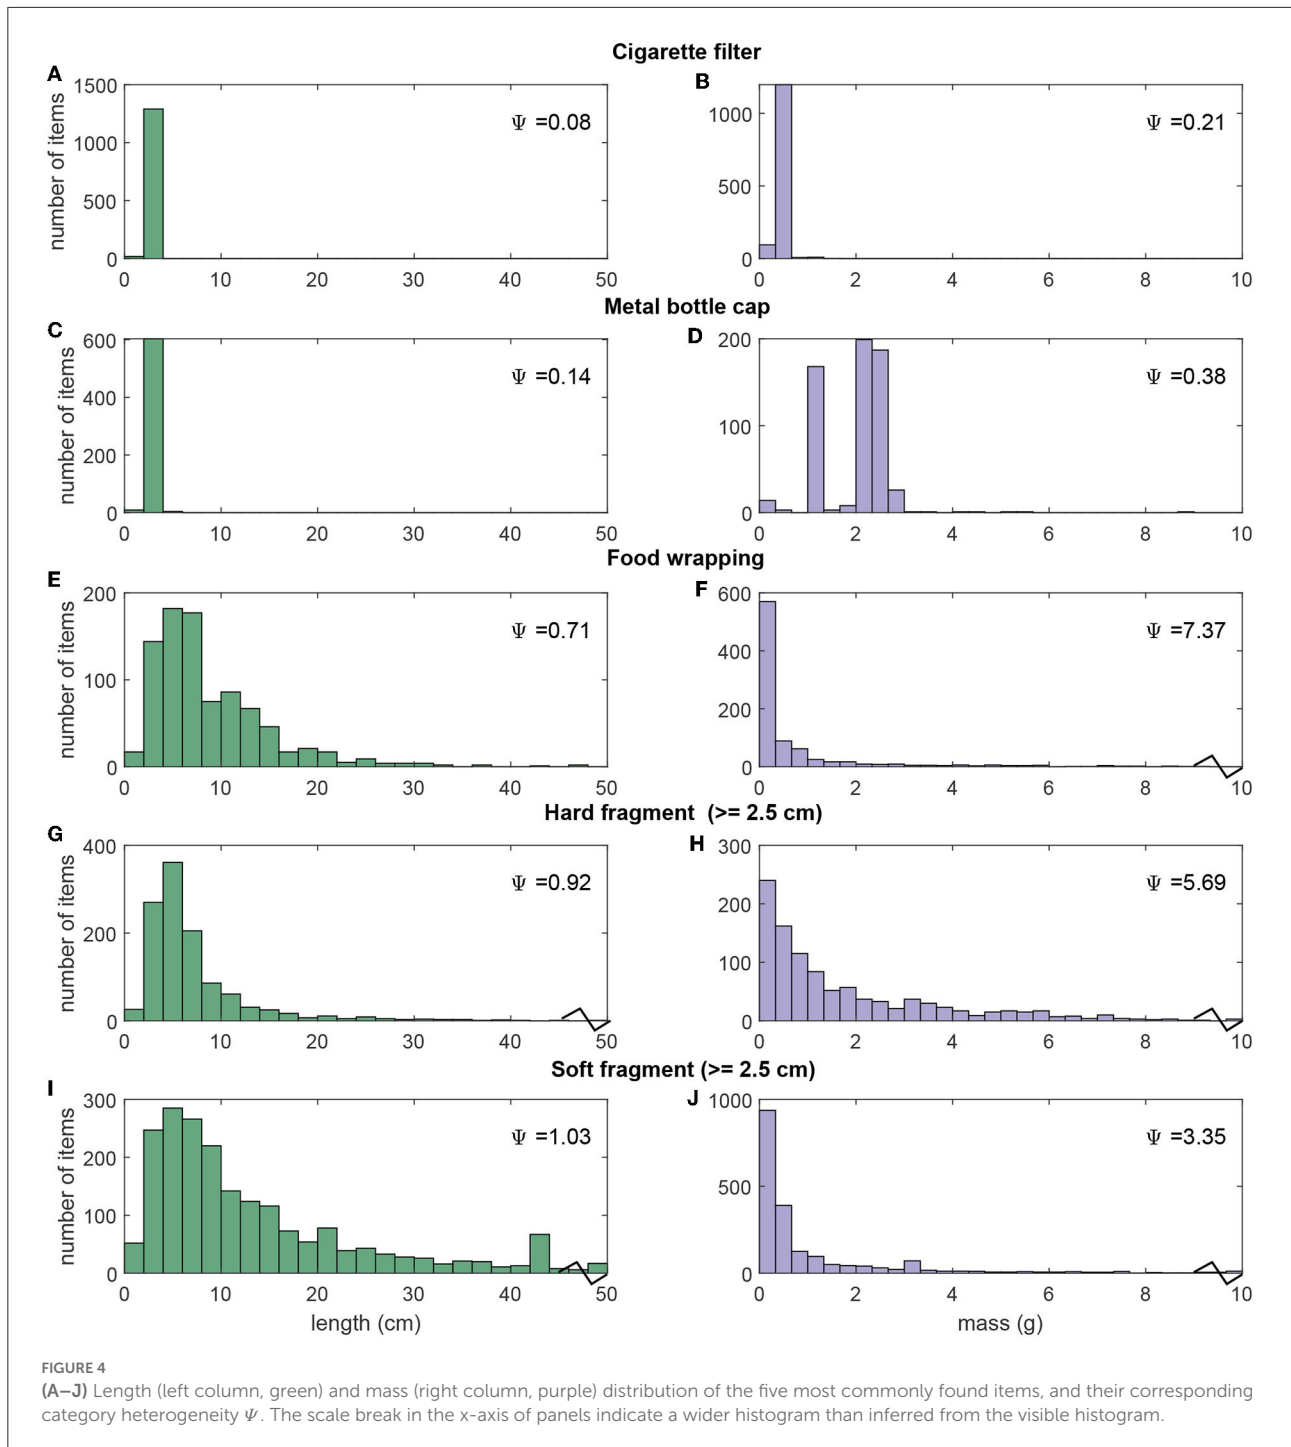 Cigarette filter
A
B
number of items
1500
1000
500
0
0 10 20 30 40 50
Ψ =0.08
1000
500
0
0 2 4 6 8 10
Ψ =0.21
Metal bottle cap
C
D
number of items
600
400
200
0
0 10 20 30 40 50
Ψ =0.14
200
100
0
0 2 4 6 8 10
Ψ =0.38
Food wrapping
E
F
number of items
200
100
0
0 10 20 30 40 50
Ψ =0.71
600
400
200
0
0 2 4 6 8 10
Ψ =7.37
Hard fragment (>= 2.5 cm)
G
H
number of items
400
200
0
0 10 20 30 40 50
Ψ =0.92
300
200
100
0
0 2 4 6 8 10
Ψ =5.69
Soft fragment (>= 2.5 cm)
I
J
number of items
300
200
100
0
0 10 20 30 40 50
Ψ =1.03
length (cm)
1000
500
0
0 2 4 6 8 10
Ψ =3.35
mass (g)
FIGURE 4
(A–J) Length (left column, green) and mass (right column, purple) distribution of the five most commonly found items, and their corresponding
category heterogeneity Ψ. The scale break in the x-axis of panels indicate a wider histogram than inferred from the visible histogram.